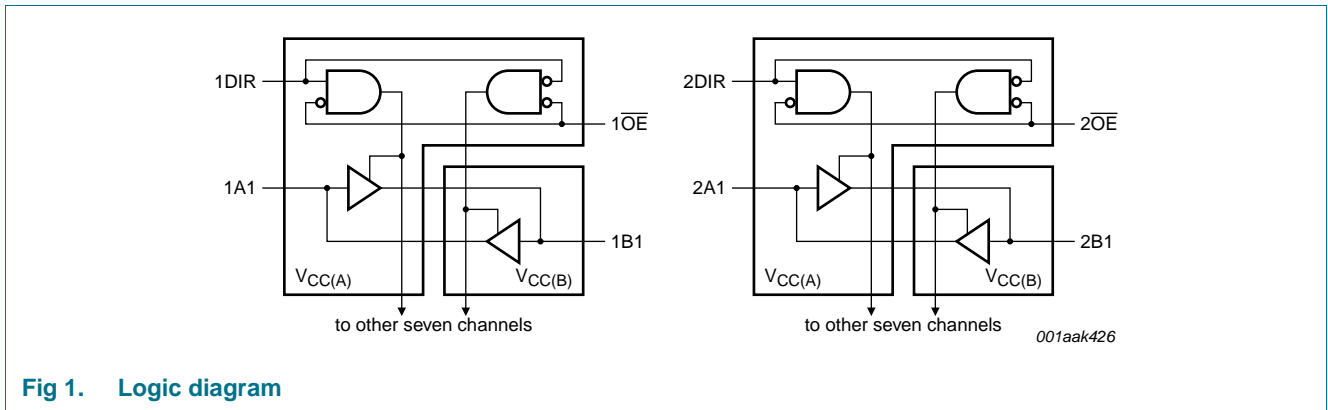 1DIR
1OE
1A1
1B1
VCC(A)
VCC(B)
to other seven channels
2DIR
2OE
2A1
2B1
VCC(A)
VCC(B)
to other seven channels
001aak426
Fig 1. Logic diagram